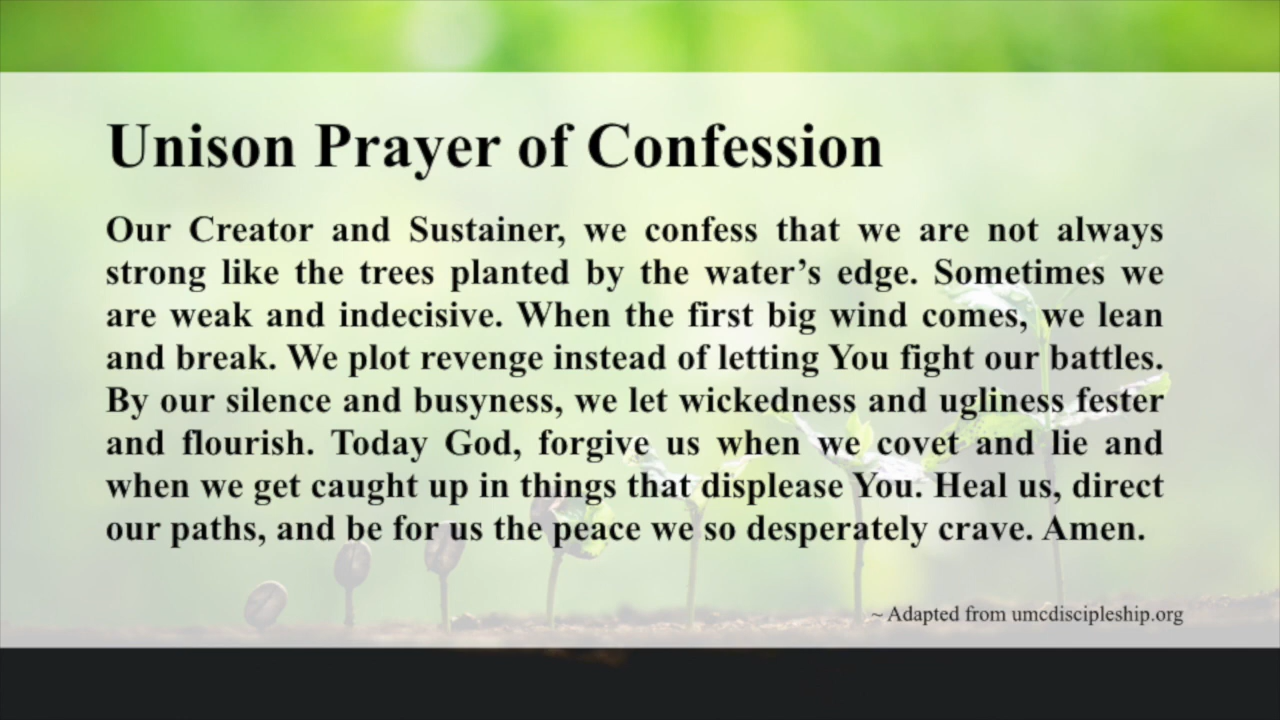 Unison Prayer of Confession
Our Creator and Sustainer, we confess that we are not always
strong like the trees planted by the water’s edge. Sometimes we
are weak and indecisive. When the first big wind comes, we lean
and break. We plot revenge instead of letting You fight our battles.
By our silence and busyness, we let wickedness and ugliness fester
and flourish. Today God, forgive us when we covet and lie and
when we get caught up in things that displease You. Heal us, direct
our paths, and be for us the peace we so desperately crave. Amen.
~ Adapted from umcdiscipleship.org